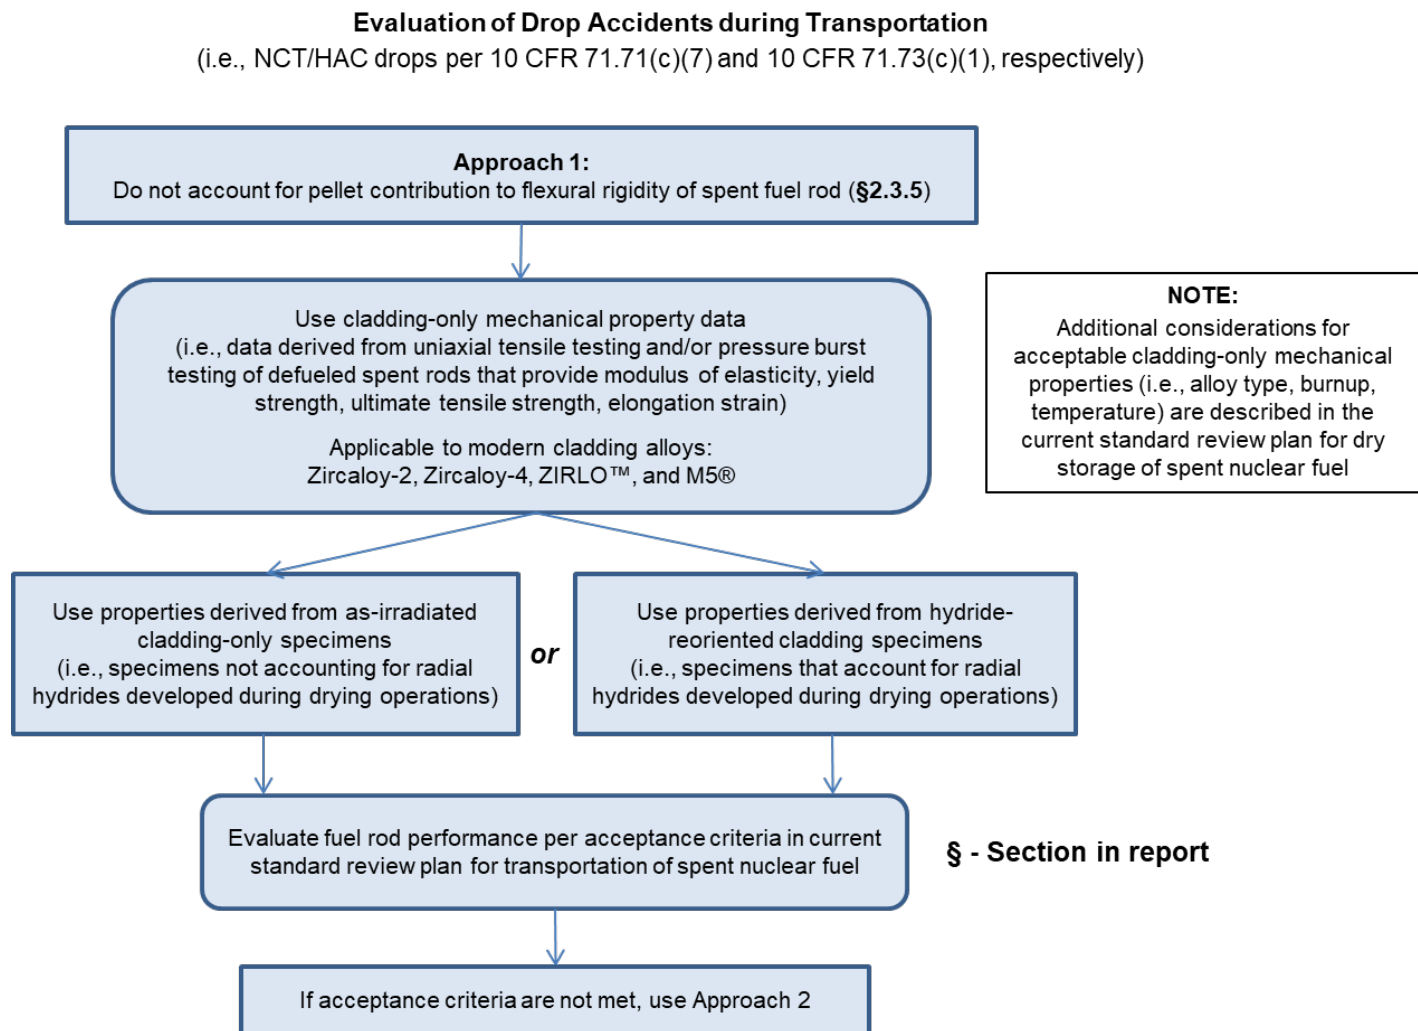 Evaluation of Drop Accidents during Transportation
(i.e., NCT/HAC drops per 10 CFR 71.71(c)(7) and 10 CFR 71.73(c)(1), respectively)
Approach 1:
Do not account for pellet contribution to flexural rigidity of spent fuel rod (§2.3.5)
Use cladding-only mechanical property data
(i.e., data derived from uniaxial tensile testing and/or pressure burst
testing of defueled spent rods that provide modulus of elasticity, yield
strength, ultimate tensile strength, elongation strain)
Applicable to modern cladding alloys:
Zircaloy-2, Zircaloy-4, ZIRLO™, and M5®
NOTE:
Additional considerations for
acceptable cladding-only mechanical
properties (i.e., alloy type, burnup,
temperature) are described in the
current standard review plan for dry
storage of spent nuclear fuel
Use properties derived from as-irradiated
cladding-only specimens
(i.e., specimens not accounting for radial
hydrides developed during drying operations)
or
Use properties derived from hydride-
reoriented cladding specimens
(i.e., specimens that account for radial
hydrides developed during drying operations)
Evaluate fuel rod performance per acceptance criteria in current
standard review plan for transportation of spent nuclear fuel
§ - Section in report
If acceptance criteria are not met, use Approach 2